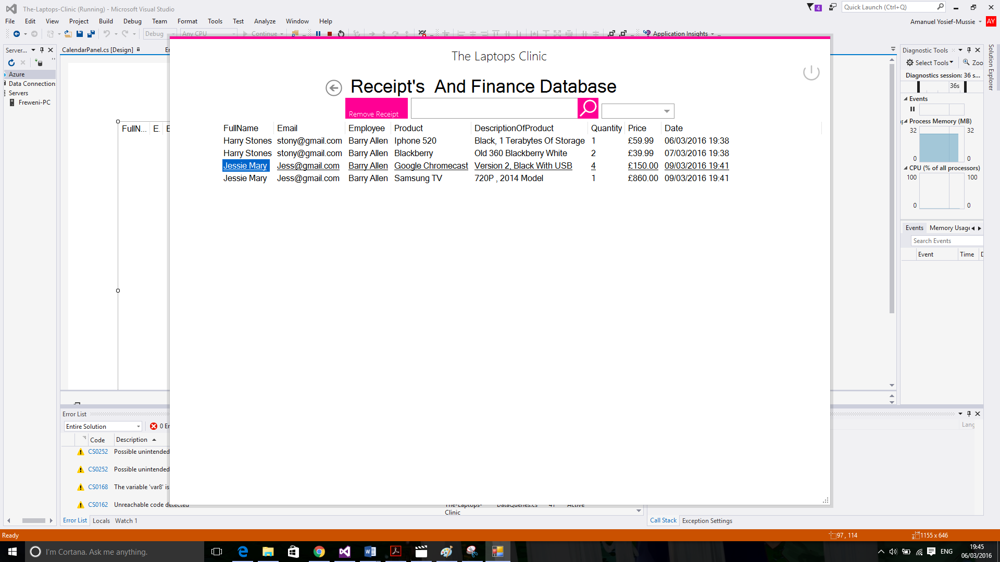 The-Laptops-Clinic (Running) - Microsoft Visual Studio
4
Quick Launch (Ctrl+Q)
File Edit View Project Build Debug Team Format Tools Test Analyze Window Help
Amanuel Yosief-Mussie AY
Debug Any CPU Continue Application Insights
Server...
CalendarPanel.cs [Design]
Diagnostic Tools
Solution Explorer
The Laptops Clinic
Select Tools
Azure
Data Connection
Servers
Freweni-PC
Diagnostics session: 36 s...
36s
Receipt's  And Finance Database
Remove Receipt
Events
Process Memory (MB)
32 32
0 0
CPU (% of all processors)
100 100
0 0
FullN... E.
FullName Email Employee Product DescriptionOfProduct Quantity Price Date
Harry Stones stony@gmail.com Barry Allen Iphone 520 Black, 1 Terabytes Of Storage 1 £59.99 06/03/2016 19:38
Harry Stones stony@gmail.com Barry Allen Blackberry Old 360 Blackberry White 2 £39.99 07/03/2016 19:38
Jessie Mary Jess@gmail.com Barry Allen Google Chromecast Version 2, Black With USB 4 £150.00 09/03/2016 19:41
Jessie Mary Jess@gmail.com Barry Allen Samsung TV 720P , 2014 Model 1 £860.00 09/03/2016 19:41
Events Memory Usage
Search Events
Event Time
Error List
Entire Solution 0 Er
Code Description
CS0252 Possible unintended
CS0252 Possible unintended
CS0168 The variable 'var8' is
CS0162 Unreachable code detected The-Laptops-Clinic DataQueries.cs 41 Active
Lang
Error List Locals Watch 1
Call Stack Exception Settings
Ready
97 , 114
1155 x 646
I'm Cortana. Ask me anything.
ENG
19:45
06/03/2016